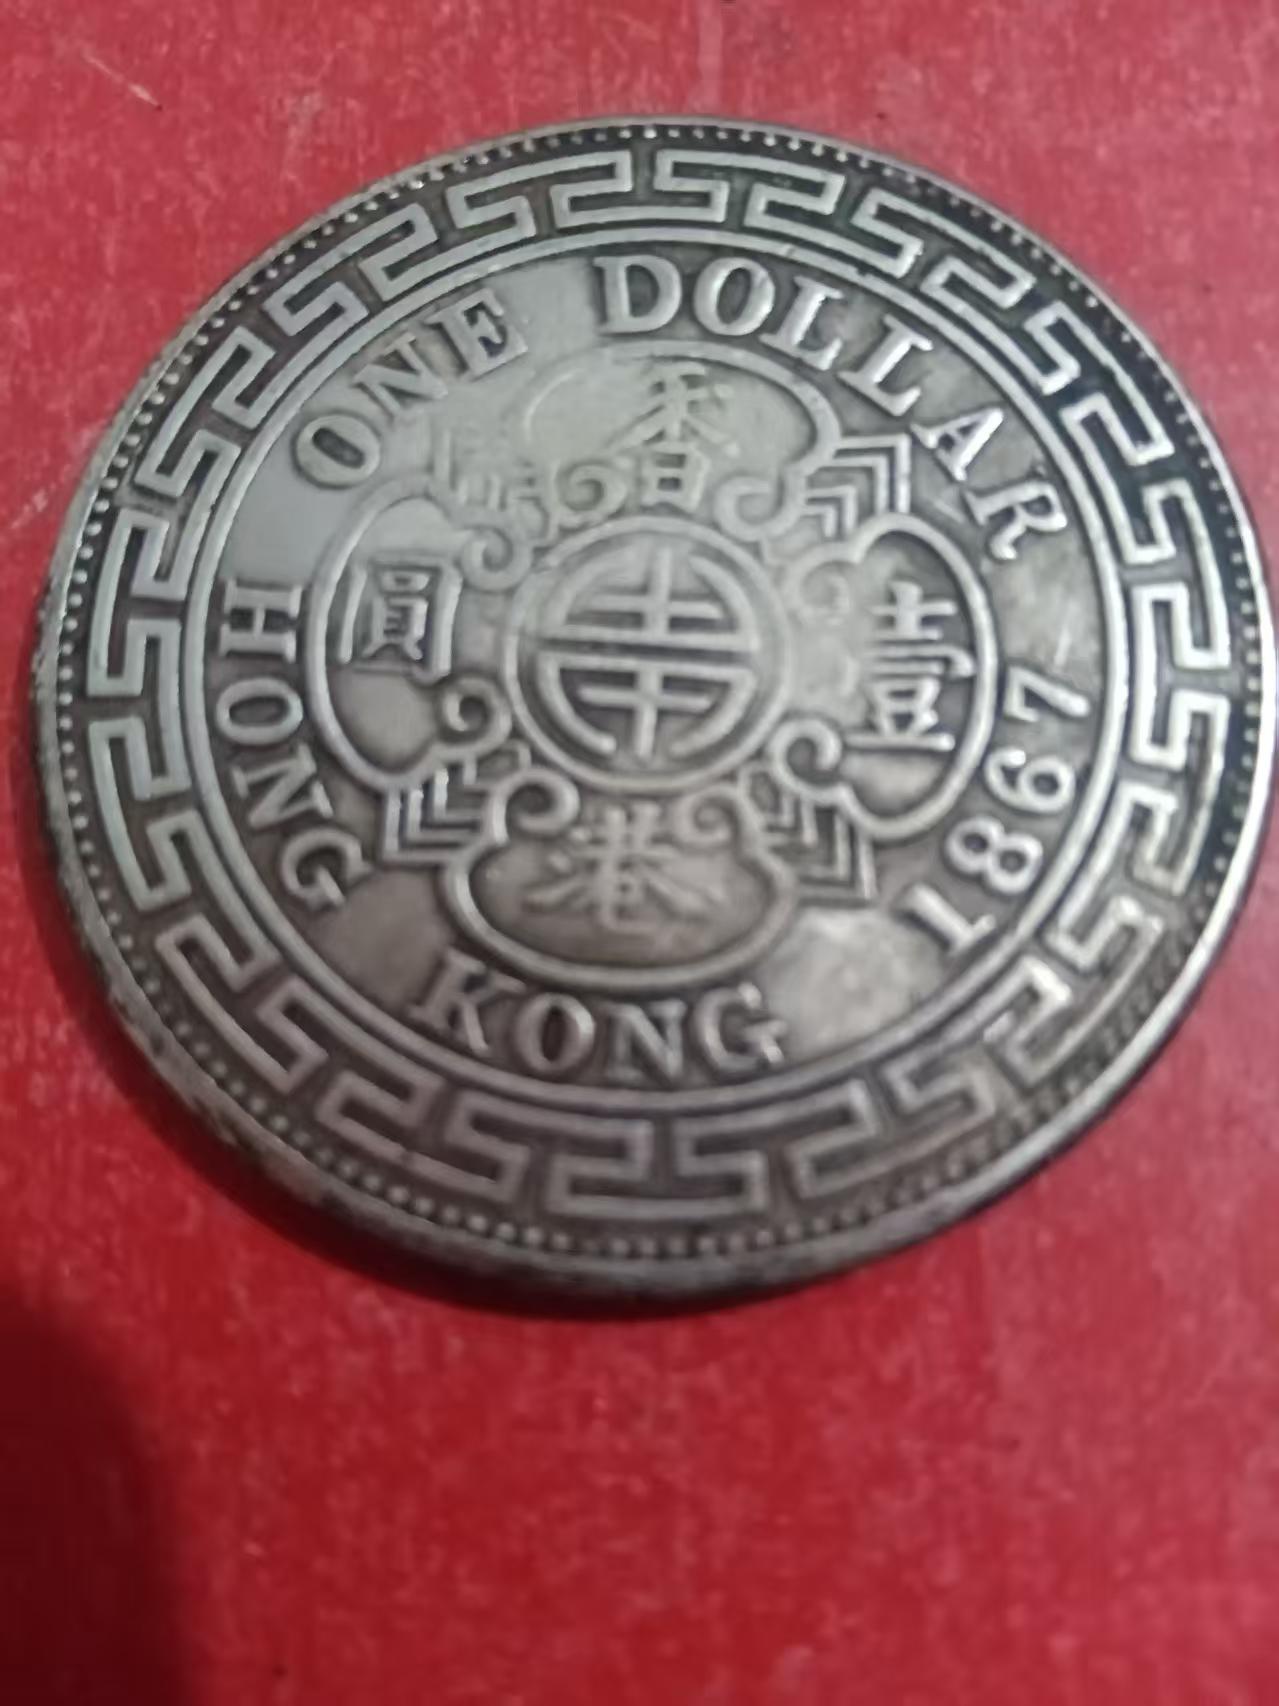 ONE DOLLAR
香
圓 壹
港
HONG KONG
1867